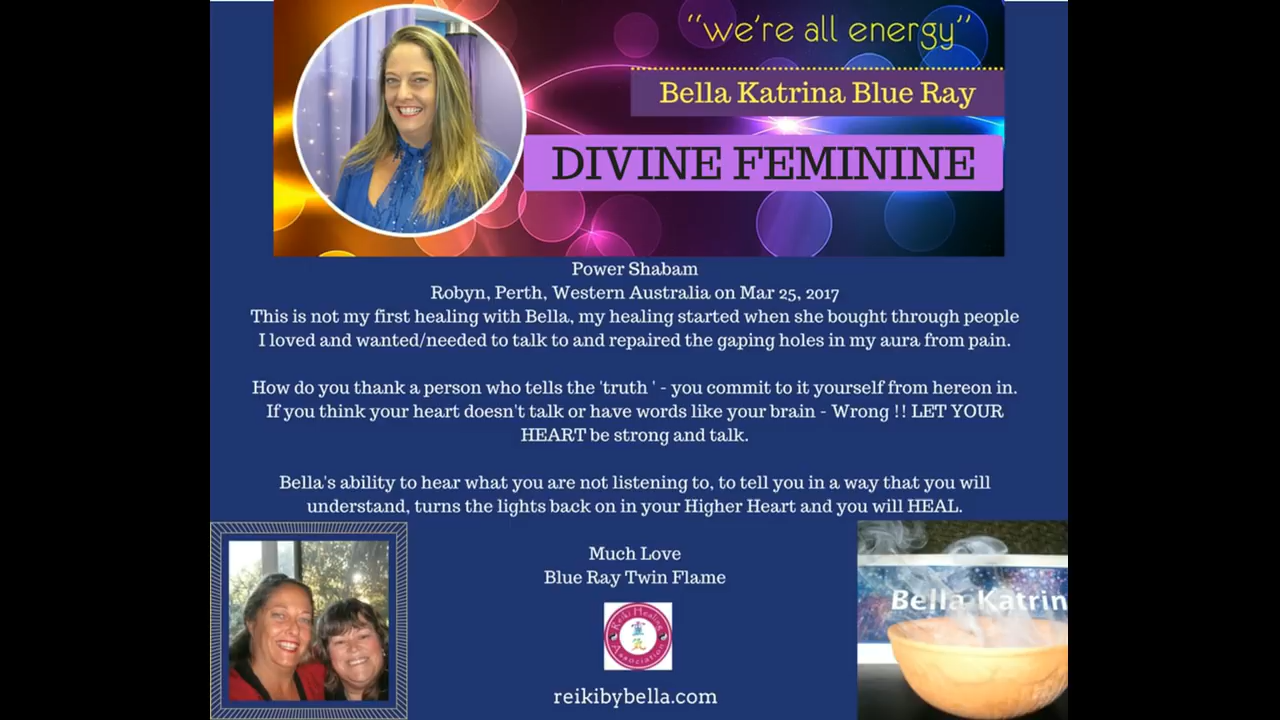 "we're all energy"
Bella Katrina Blue Ray
DIVINE FEMININE
Power Shabam
Robyn, Perth, Western Australia on Mar 25, 2017
This is not my first healing with Bella, my healing started when she bought through people
I loved and wanted/needed to talk to and repaired the gaping holes in my aura from pain.
How do you thank a person who tells the 'truth ' - you commit to it yourself from hereon in.
If you think your heart doesn't talk or have words like your brain - Wrong !! LET YOUR
HEART be strong and talk.
Bella's ability to hear what you are not listening to, to tell you in a way that you will
understand, turns the lights back on in your Higher Heart and you will HEAL.
Much Love
Blue Ray Twin Flame
Bella Katrin
Reiki Healing
Association
reikibybella.com